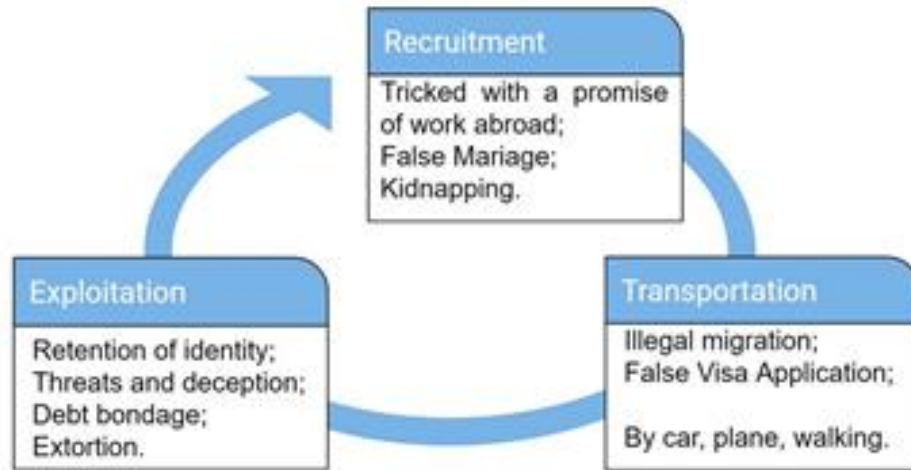 Recruitment
Tricked with a promise
of work abroad;
False Mariage;
Kidnapping.
Exploitation
Retention of identity;
Threats and deception;
Debt bondage;
Extortion.
Transportation
Illegal migration;
False Visa Application;
By car, plane, walking.